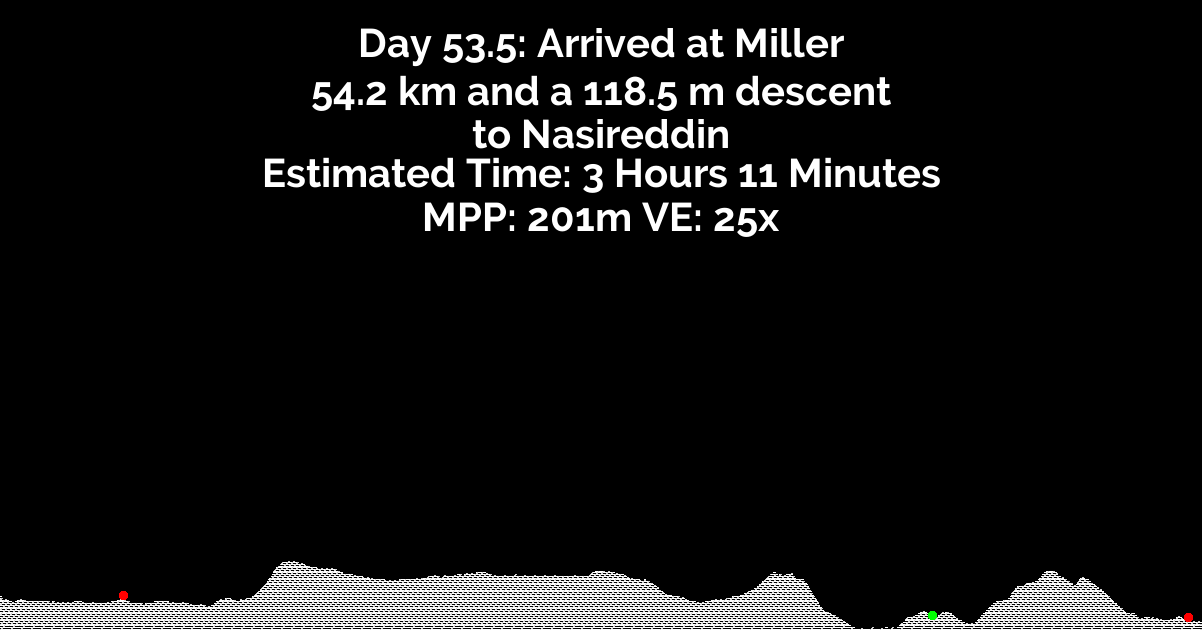 Day 53.5: Arrived at Miller
54.2 km and a 118.5 m descent
to Nasireddin
Estimated Time: 3 Hours 11 Minutes
MPP: 201m VE: 25x